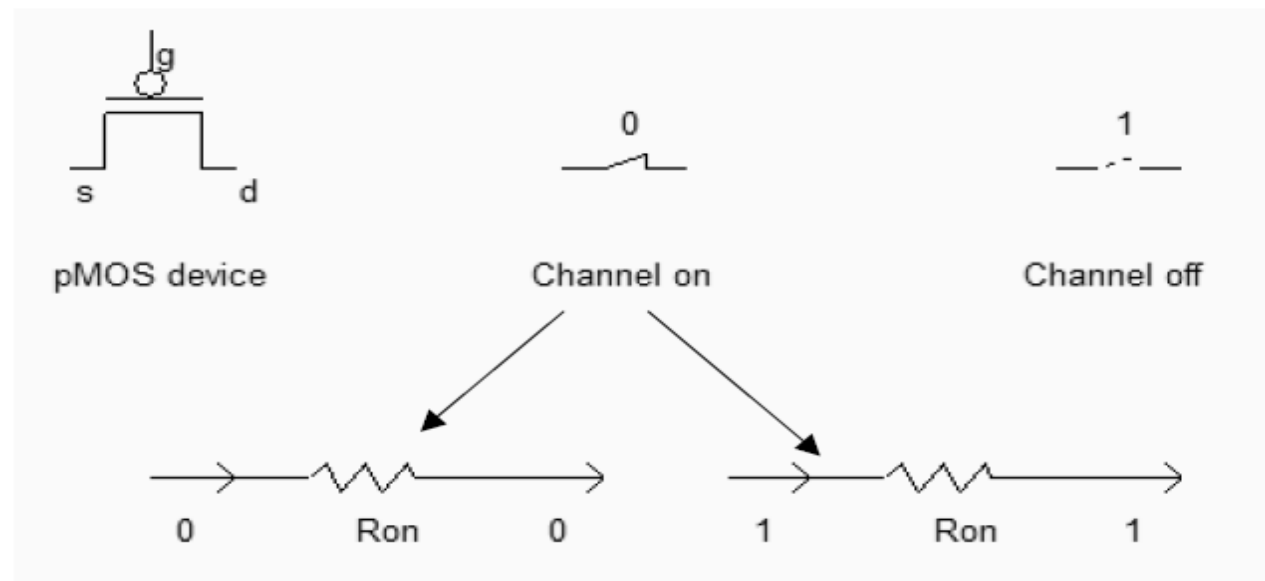 g
0
1
s d
pMOS device
Channel on
Channel off
0 Ron 0
1 Ron 1